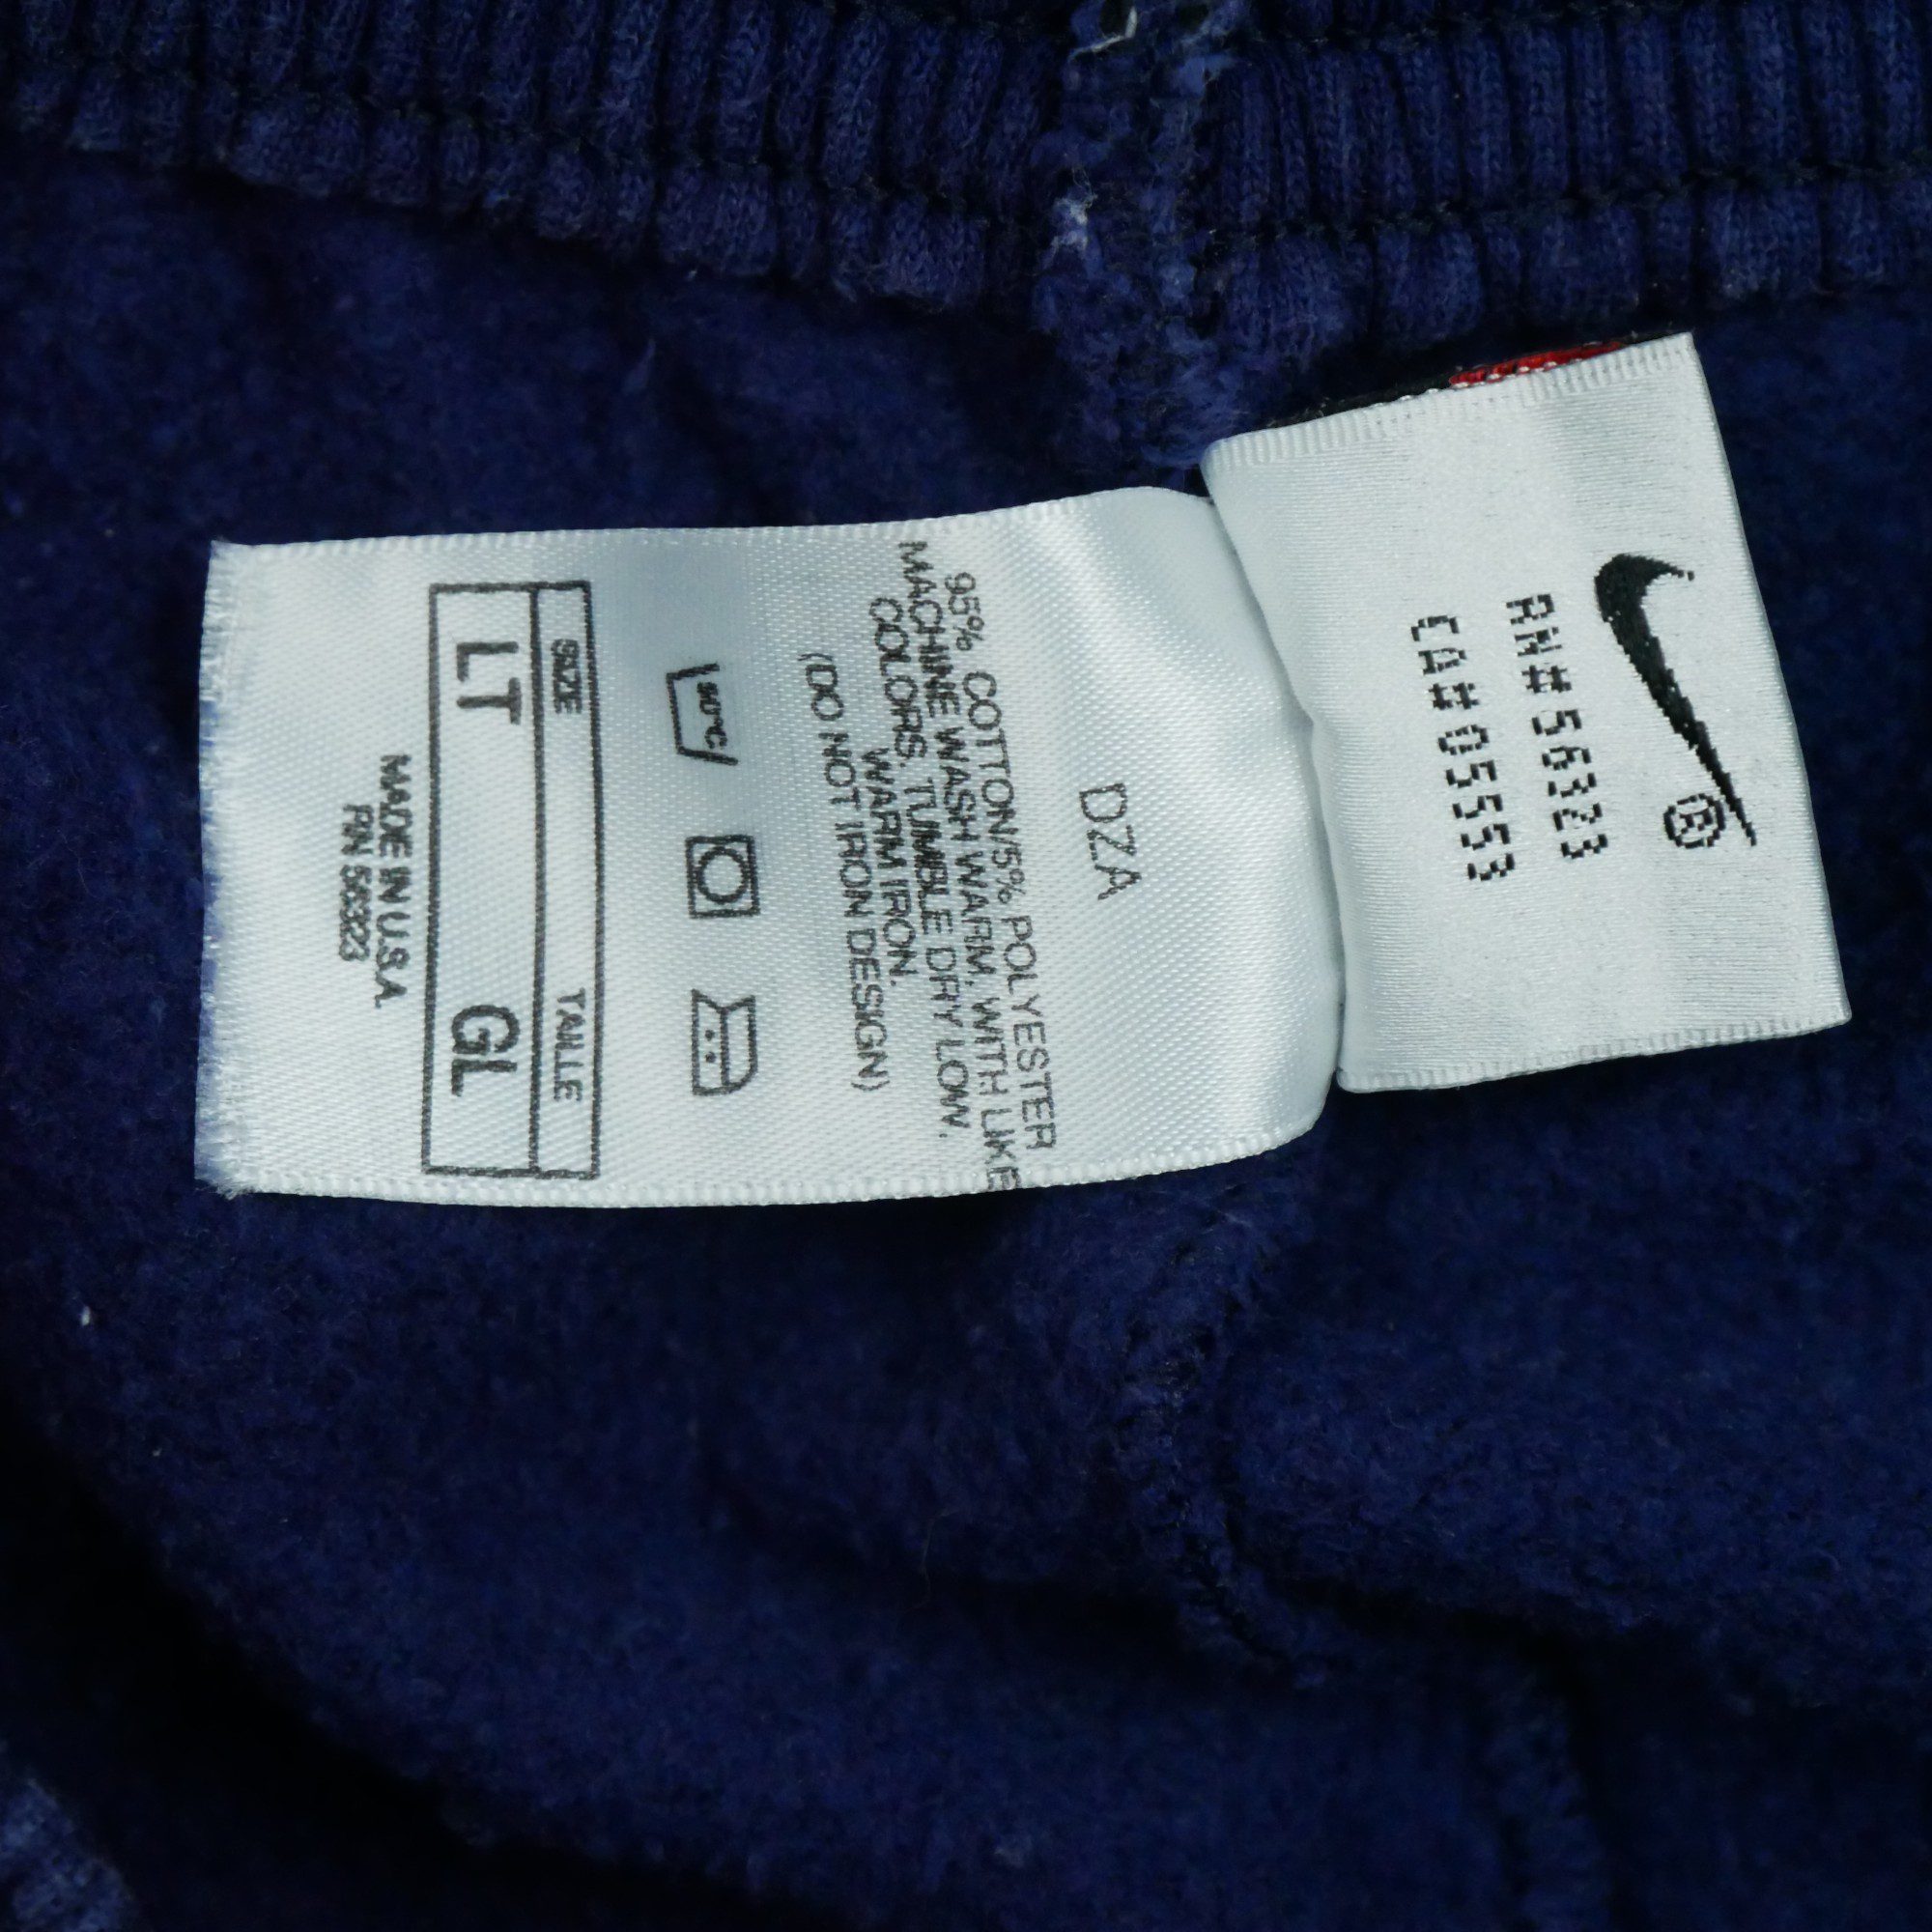 ®
RN#56323
CA#05553
DZA
95% COTTON/5% POLYESTER
MACHINE WASH WARM, WITH LIKE
COLORS. TUMBLE DRY LOW.
WARM IRON.
(DO NOT IRON DESIGN)
50°C
SIZE TAILLE
LT GL
MADE IN U.S.A.
RN 56323